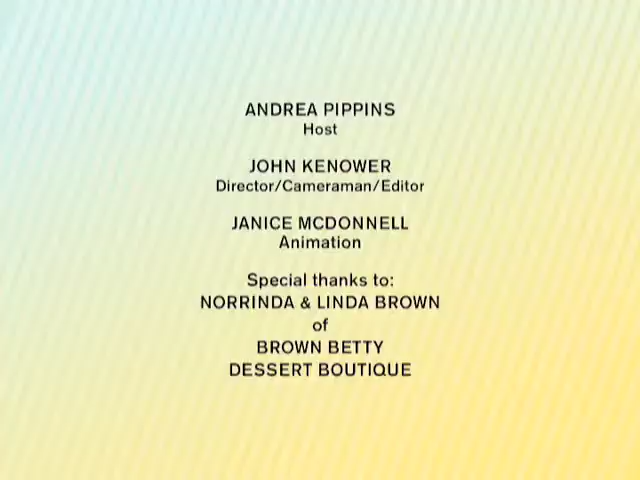 ANDREA PIPPINS
Host
JOHN KENOWER
Director/Cameraman/Editor
JANICE MCDONNELL
Animation
Special thanks to:
NORRINDA & LINDA BROWN
of
BROWN BETTY
DESSERT BOUTIQUE